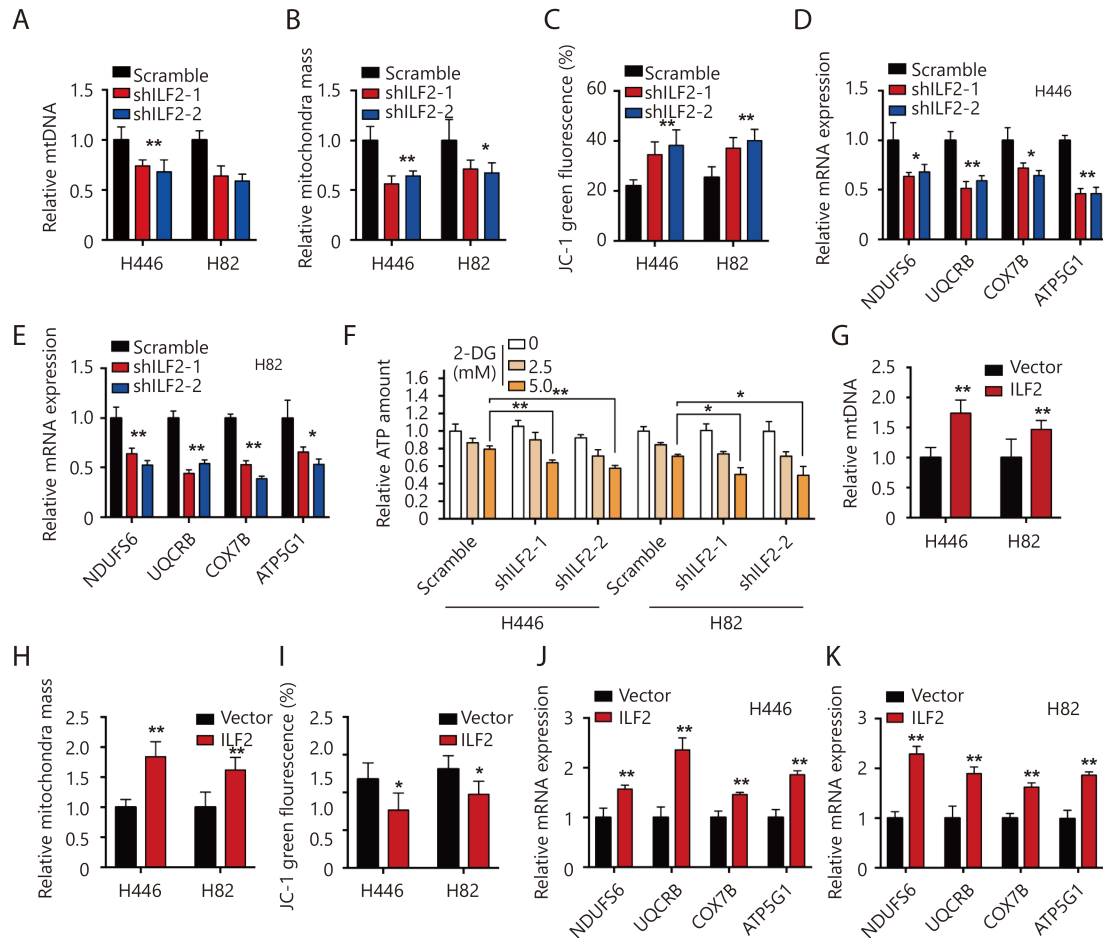 A
Relative mtDNA
Scramble
shILF2-1
shILF2-2
1.5
1.0
0.5
0
**
H446
H82
B
Relative mitochondra mass
Scramble
shILF2-1
shILF2-2
1.5
1.0
0.5
0
**
*
H446
H82
C
JC-1 green fluorescence (%)
Scramble
shILF2-1
shILF2-2
60
40
20
0
**
**
H446
H82
D
Relative mRNA expression
Scramble
shILF2-1
shILF2-2
H446
1.5
1.0
0.5
0
*
**
*
**
NDUFS6
UQCRB
COX7B
ATP5G1
E
Relative mRNA expression
Scramble
shILF2-1
shILF2-2
H82
1.5
1.0
0.5
0
**
**
**
*
NDUFS6
UQCRB
COX7B
ATP5G1
F
Relative ATP amount
2-DG
(mM)
0
2.5
5.0
1.6
1.4
1.2
1.0
0.8
0.6
0.4
0.2
0
**
**
*
*
Scramble
shILF2-1
shILF2-2
Scramble
shILF2-1
shILF2-2
H446
H82
G
Relative mtDNA
Vector
ILF2
2.5
2.0
1.5
1.0
0.5
0
**
**
H446
H82
H
Relative mitochondra mass
Vector
ILF2
2.5
2.0
1.5
1.0
0.5
0
**
**
H446
H82
I
JC-1 green flourescence (%)
Vector
ILF2
2.5
2.0
1.5
1.0
0.5
0
*
*
H446
H82
J
Relative mRNA expression
Vector
ILF2
H446
3
2
1
0
**
**
**
**
NDUFS6
UQCRB
COX7B
ATP5G1
K
Relative mRNA expression
Vector
ILF2
H82
3
2
1
0
**
**
**
**
NDUFS6
UQCRB
COX7B
ATP5G1